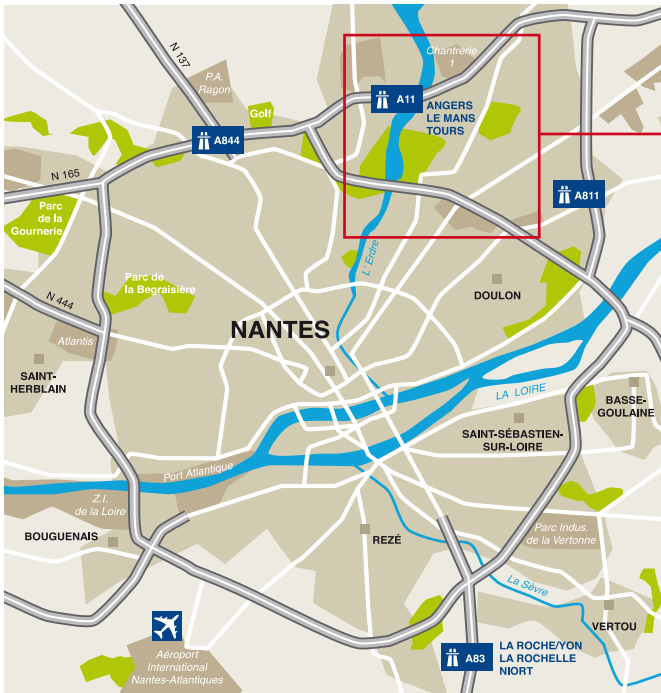 N 137
P.A.
Ragon
Chantrerie
1
A11
ANGERS
LE MANS
TOURS
Golf
A844
N 165
A811
Parc
de la
Gournerie
Parc de
la Begraisière
L' Erdre
DOULON
N 444
NANTES
Atlantis
SAINT-
HERBLAIN
LA LOIRE
BASSE-
GOULAINE
SAINT-SÉBASTIEN-
SUR-LOIRE
Port Atlantique
Z.I.
de la Loire
BOUGUENAIS
REZÉ
Parc Indus.
de la Vertonne
La Sèvre
VERTOU
Aéroport
International
Nantes-Atlantiques
A83
LA ROCHE/YON
LA ROCHELLE
NIORT